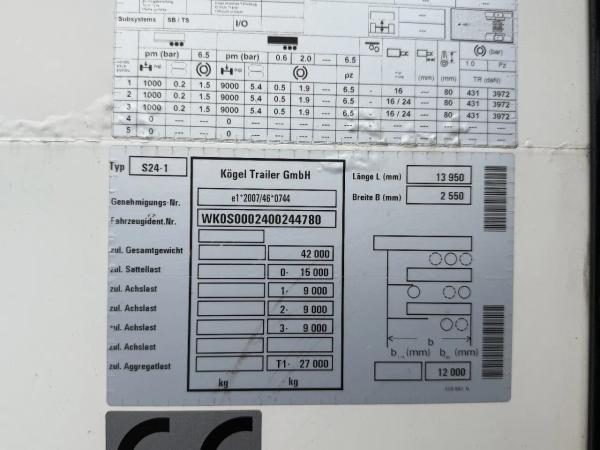 Subsystems SB / TS I/O
pm (bar) 6.5 pm (bar) 0.6 2.0 --- 6.5 (bar)
pz (mm) (mm) 1.0 Pz
TR (daN)
1 1000 0.2 1.5 9000 5.4 0.5 1.9 --- 6.5 - 16 --- 80 431 3972
2 1000 0.2 1.5 9000 5.4 0.5 1.9 --- 6.5 - 16 / 24 --- 80 431 3972
3 1000 0.2 1.5 9000 5.4 0.5 1.9 --- 6.5 - 16 / 24 --- 80 431 3972
4 0 --- --- 0 --- --- --- --- --- - --- --- --- --- ---
5 0 --- --- 0 --- --- --- --- --- - --- --- --- --- ---
Typ S24-1
Kögel Trailer GmbH
Länge L (mm) 13 950
Genehmigungs-Nr. e1*2007/46*0744
Breite B (mm) 2 550
Fahrzeugident.Nr. WK0S0002400244780
zul. Gesamtgewicht 42 000
zul. Sattellast 0- 15 000
zul. Achslast 1- 9 000
zul. Achslast 2- 9 000
zul. Achslast 3- 9 000
zul. Achslast
zul. Aggregatlast T1- 27 000
kg kg
b
b (mm) b (mm)
12 000
CE